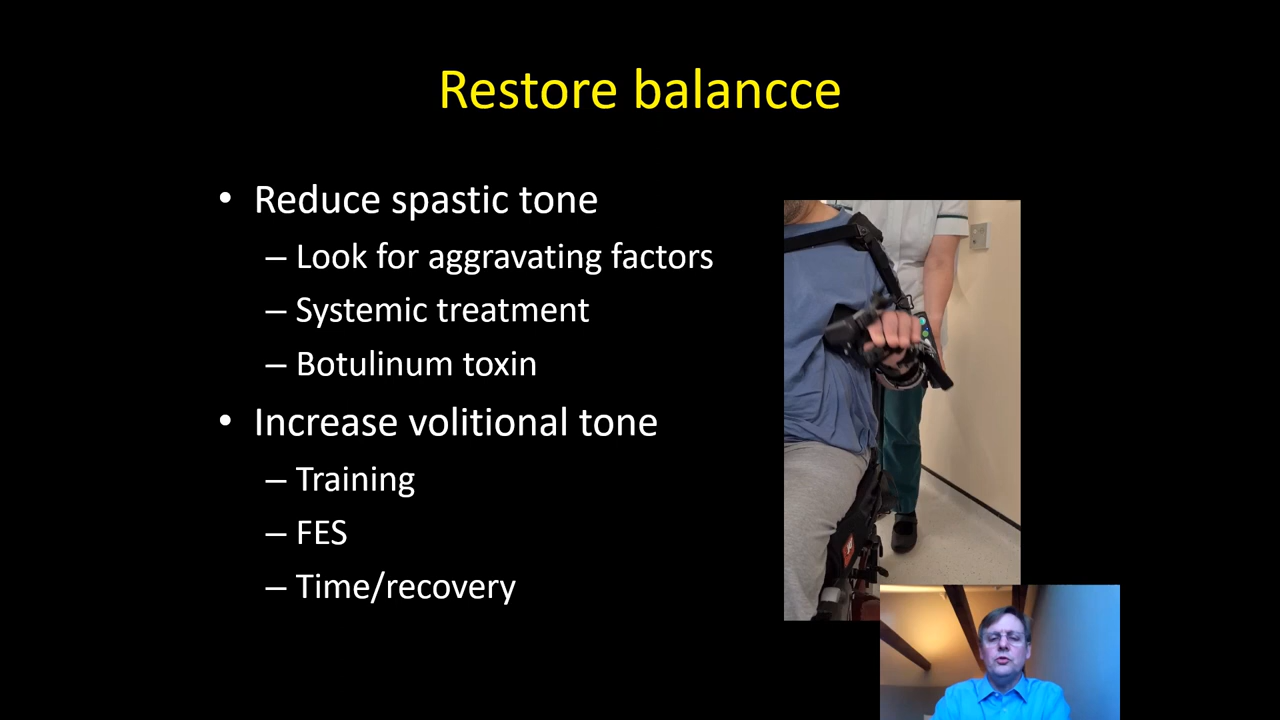 Restore balancce
• Reduce spastic tone
– Look for aggravating factors
– Systemic treatment
– Botulinum toxin
• Increase volitional tone
– Training
– FES
– Time/recovery